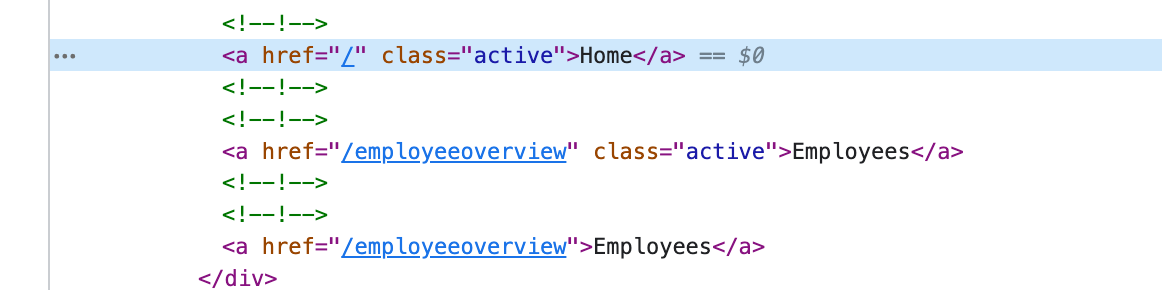 <!--!-->
<a href="/" class="active">Home</a> == $0
<!--!-->
<!--!-->
<a href="/employeeoverview" class="active">Employees</a>
<!--!-->
<!--!-->
<a href="/employeeoverview">Employees</a>
</div>